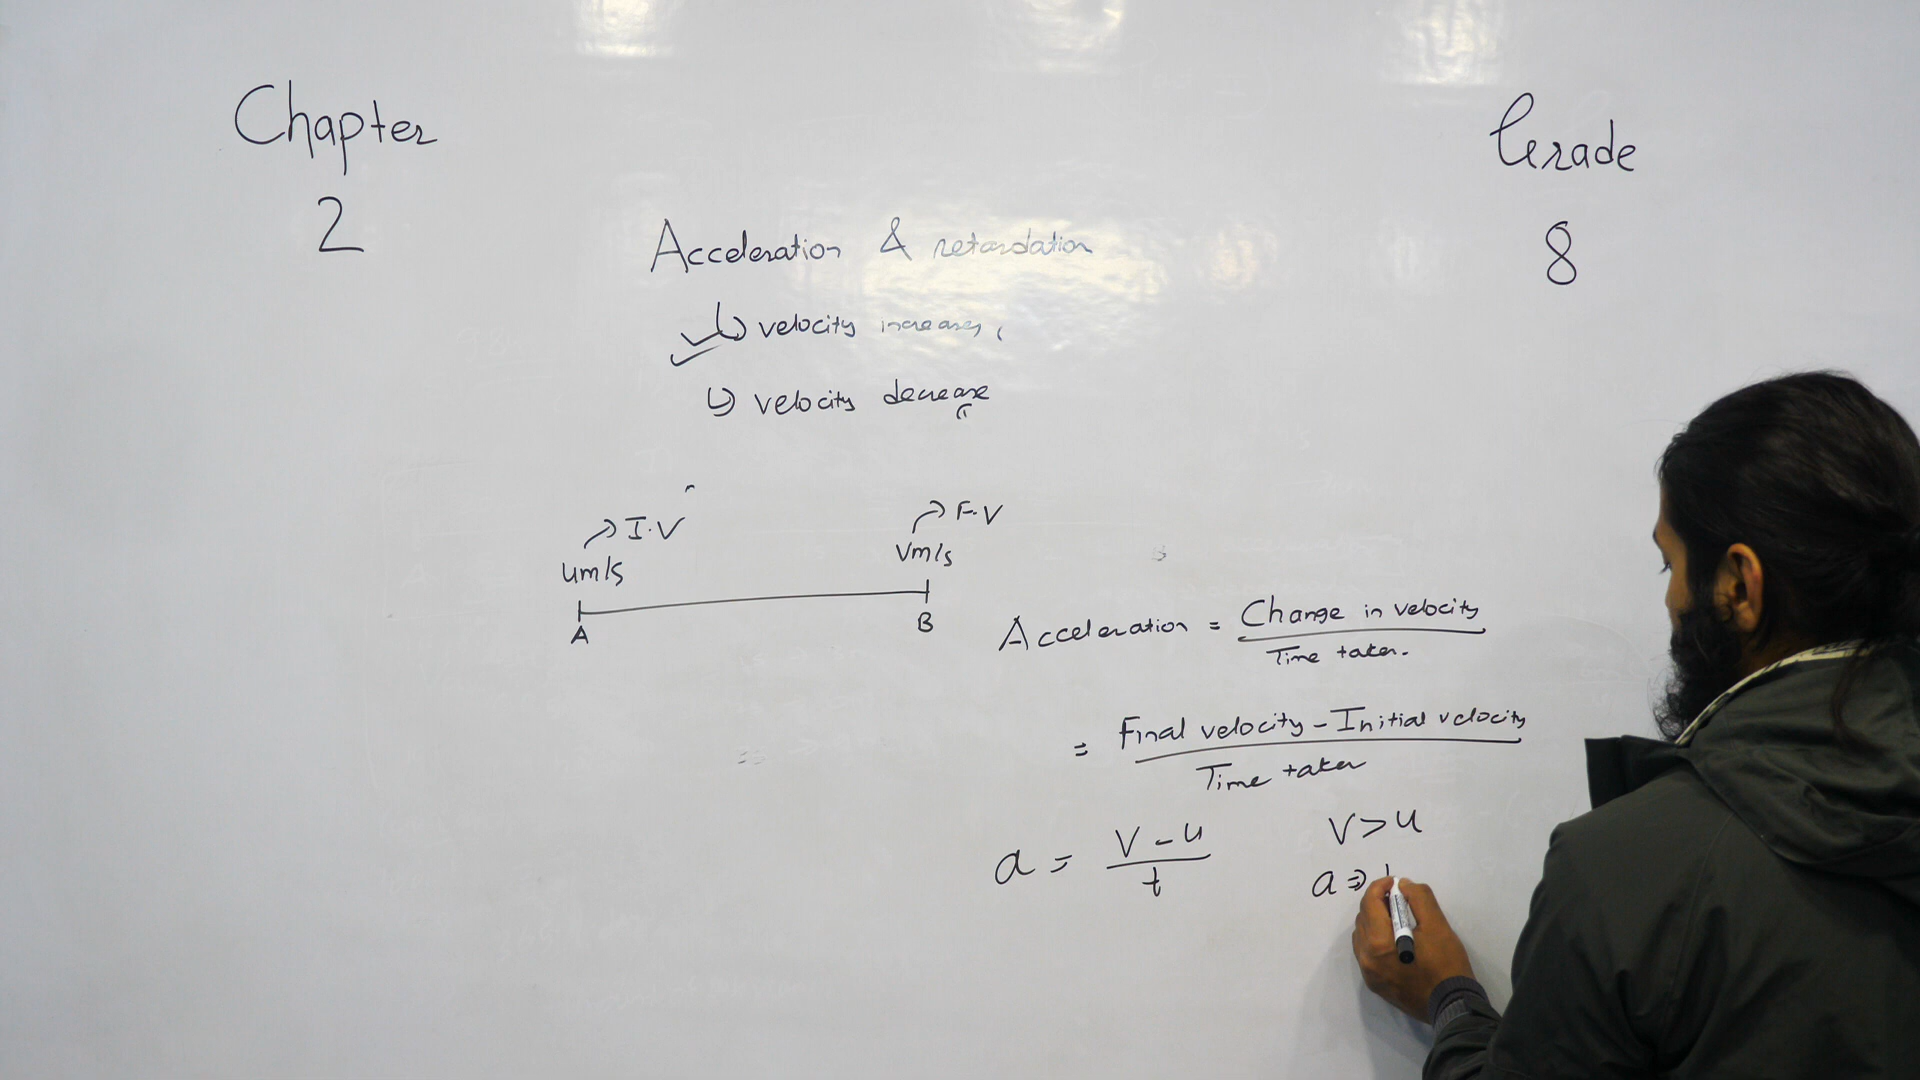 Chapter
2
Grade
8
Acceleration & retardation
velocity increases,
velocity decrease
I.V
um/s
F.V
Vm/s
A
B
Acceleration = Change in velocity
Time taken.
= Final velocity - Initial velocity
Time taken
a = V - u
t
V > u
a ⇒